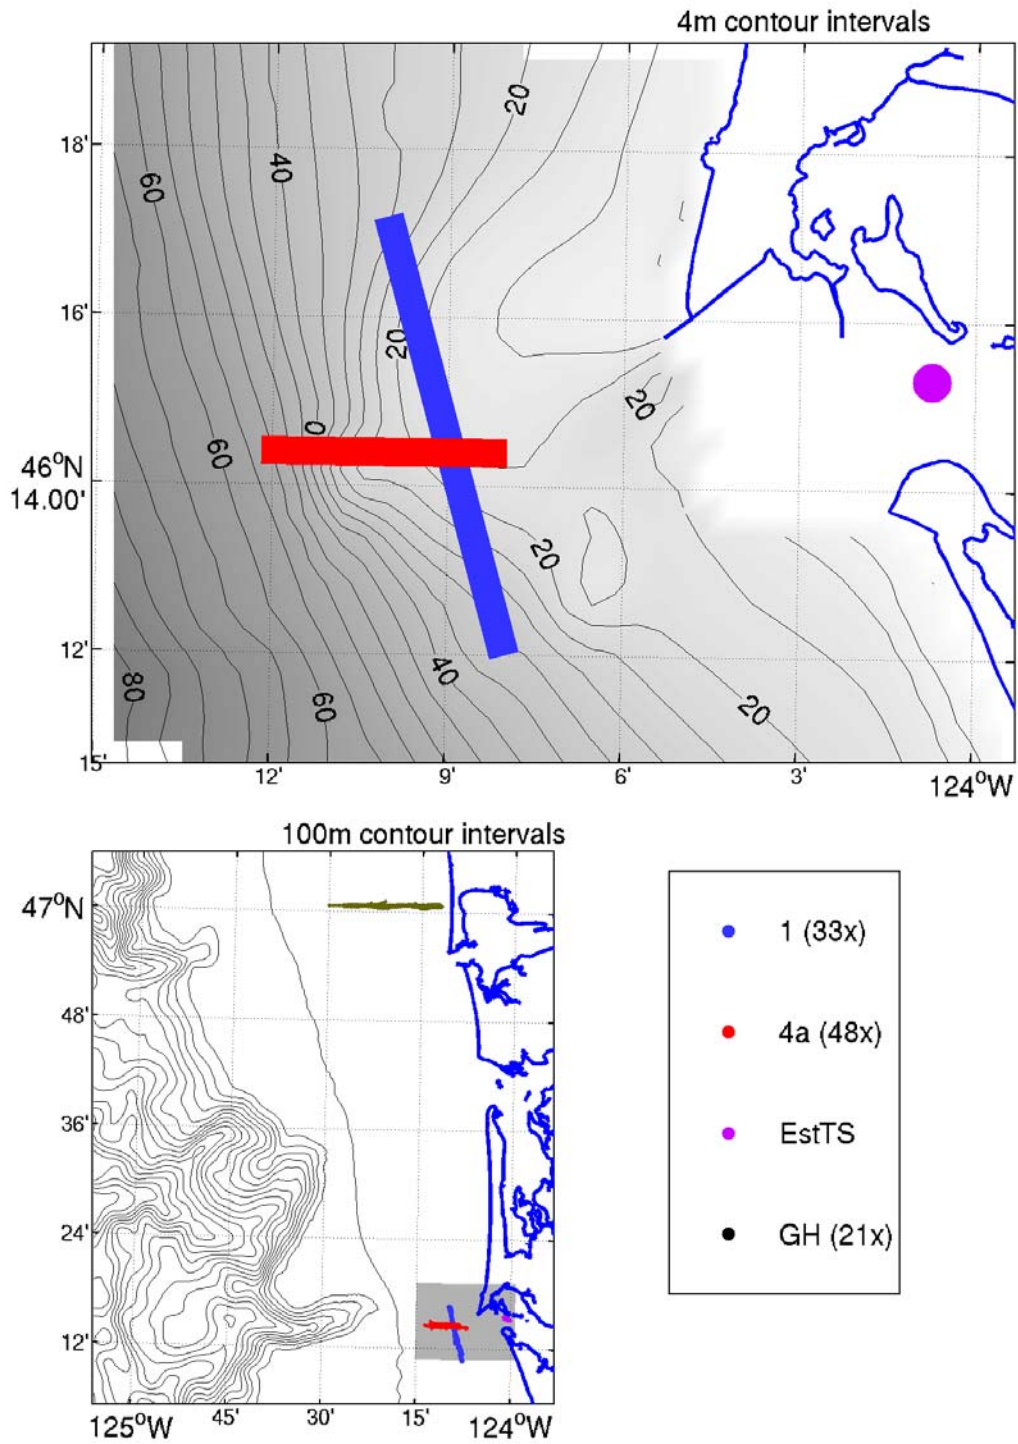 4m contour intervals
20
18'
60
40
16'
20
20
0
60
46°N
14.00'
20
12'
80
60
40
20
15'
12'
9'
6'
3'
124°W
100m contour intervals
47°N
48'
36'
24'
12'
125°W
45'
30'
15'
124°W
1 (33x)
4a (48x)
EstTS
GH (21x)